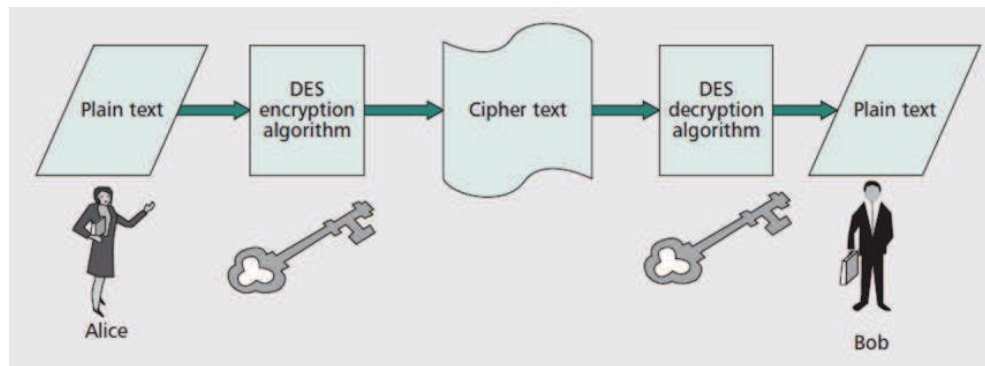 Plain text
DES
encryption
algorithm
Cipher text
DES
decryption
algorithm
Plain text
Alice
Bob